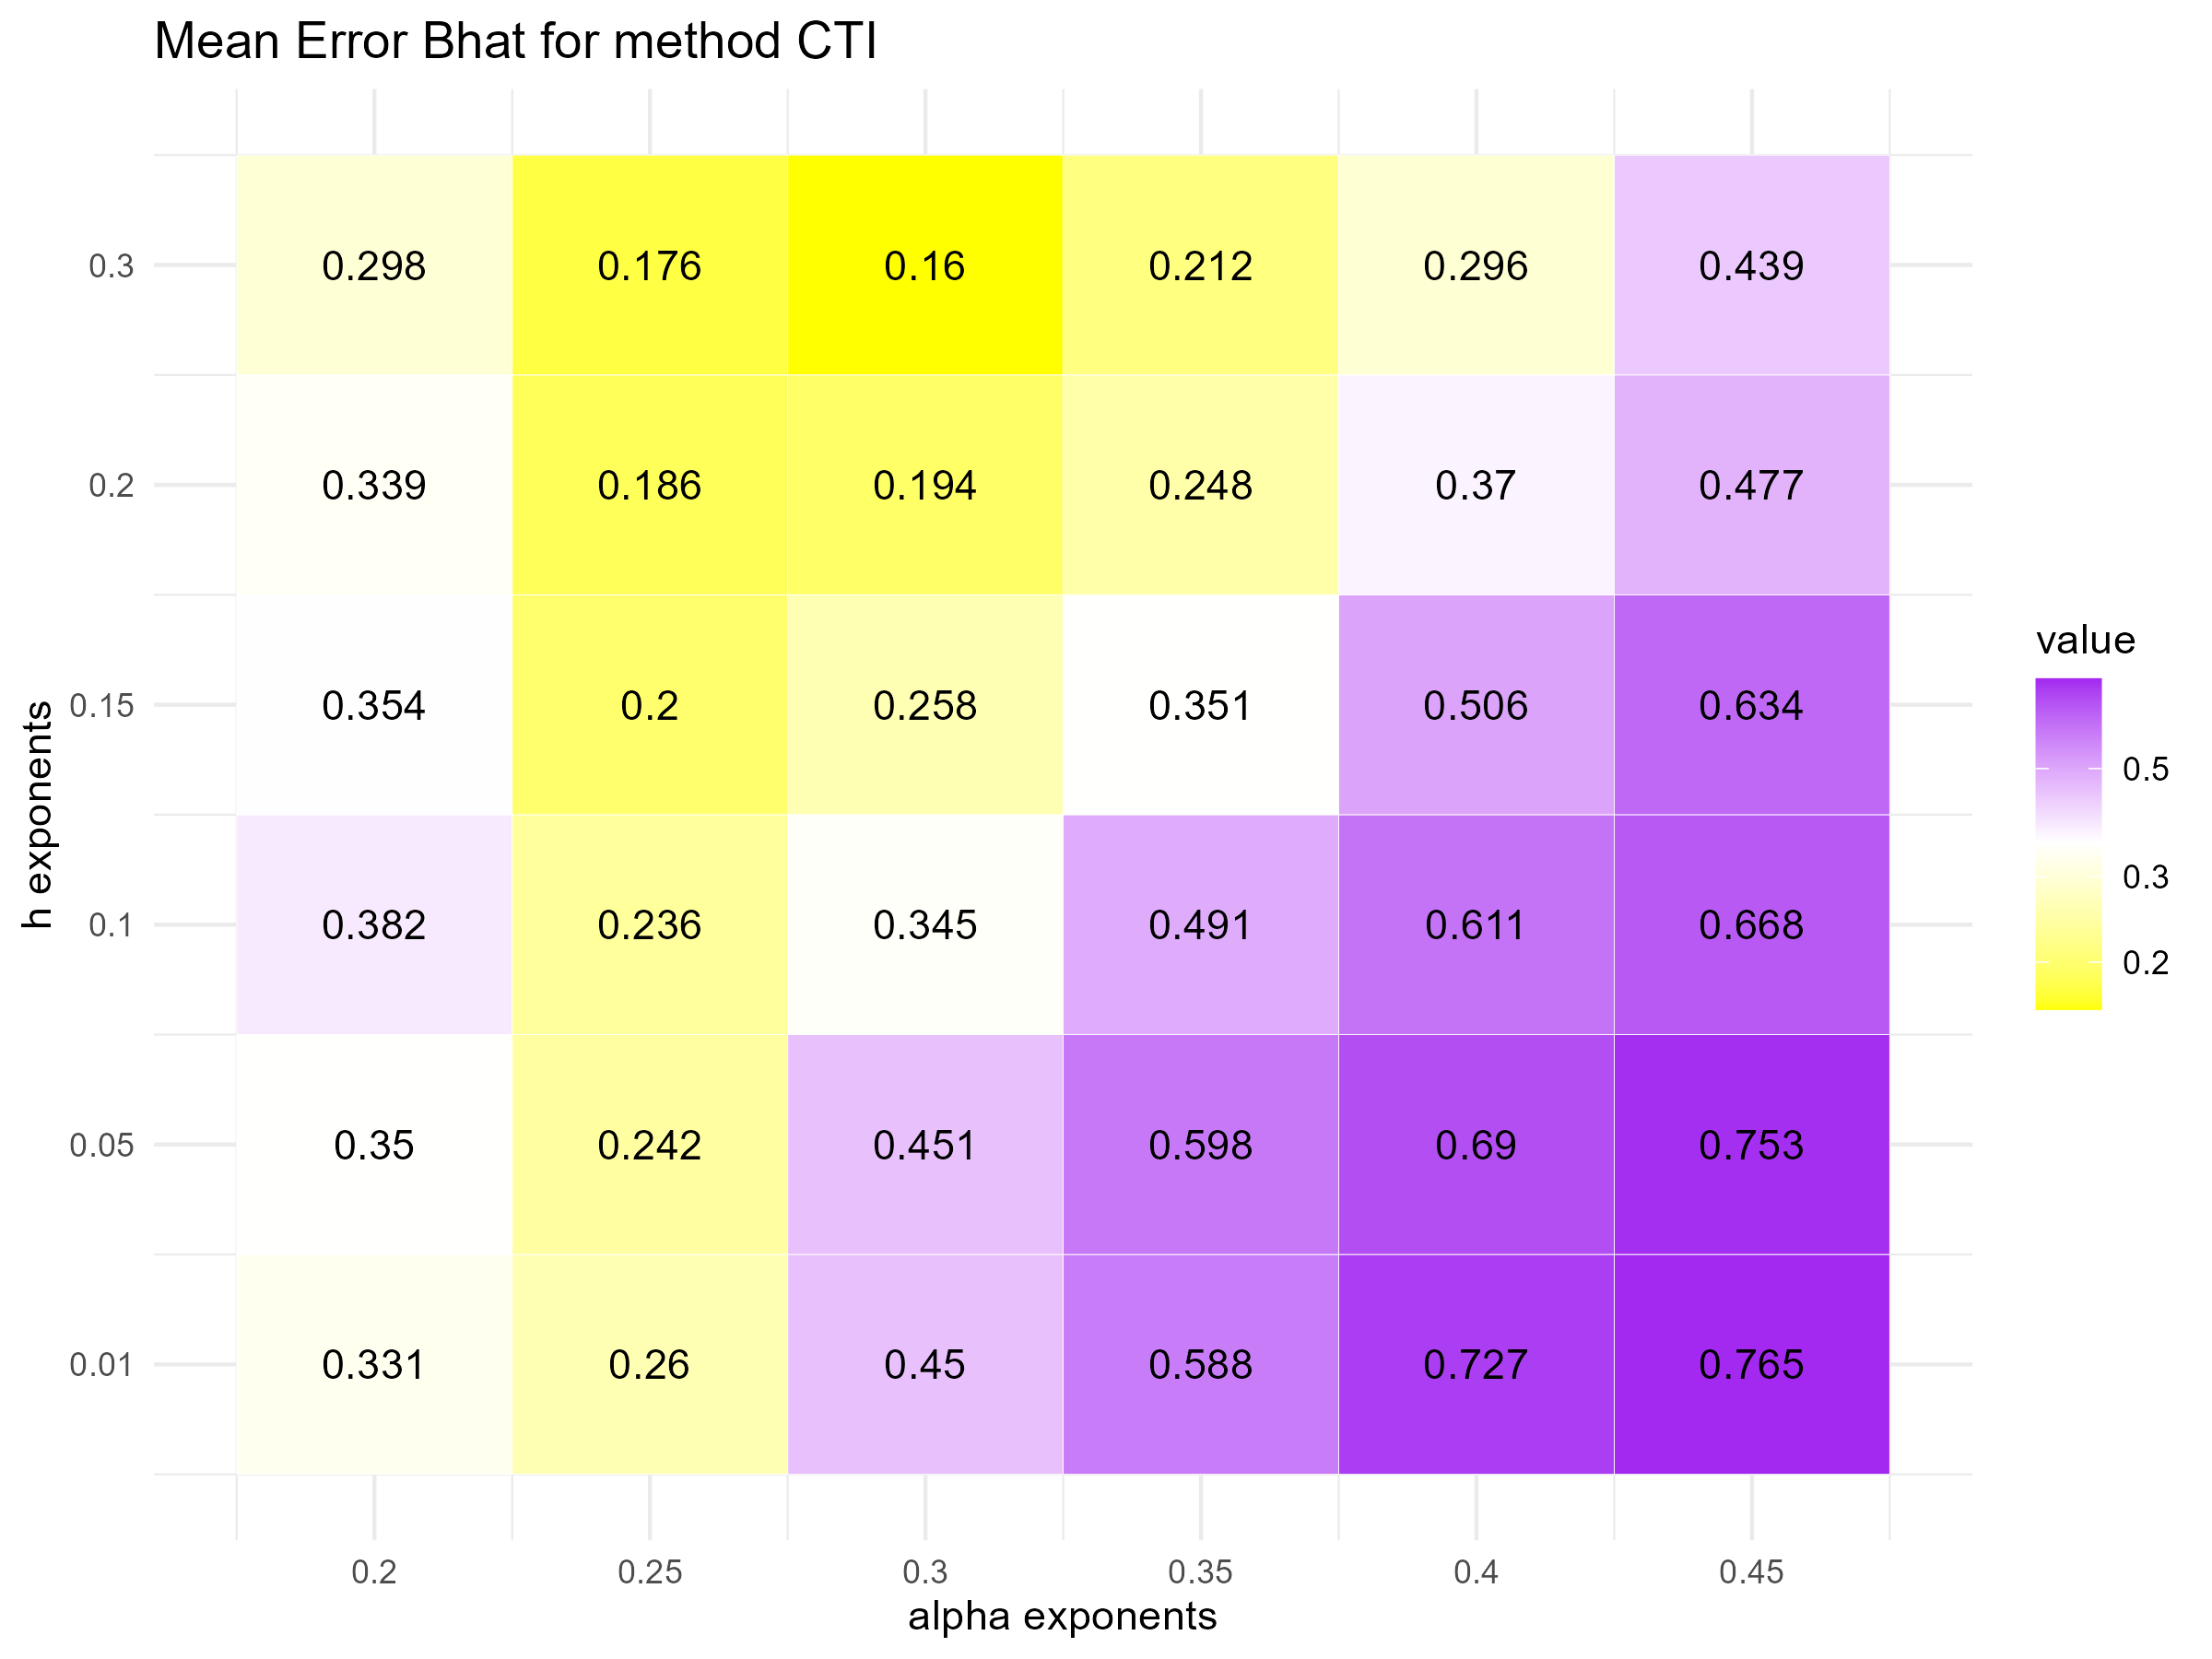 Mean Error Bhat for method CTI
h exponents
0.3 0.298 0.176 0.16 0.212 0.296 0.439
0.2 0.339 0.186 0.194 0.248 0.37 0.477
0.15 0.354 0.2 0.258 0.351 0.506 0.634
0.1 0.382 0.236 0.345 0.491 0.611 0.668
0.05 0.35 0.242 0.451 0.598 0.69 0.753
0.01 0.331 0.26 0.45 0.588 0.727 0.765
0.2 0.25 0.3 0.35 0.4 0.45
alpha exponents
value
0.5
0.3
0.2